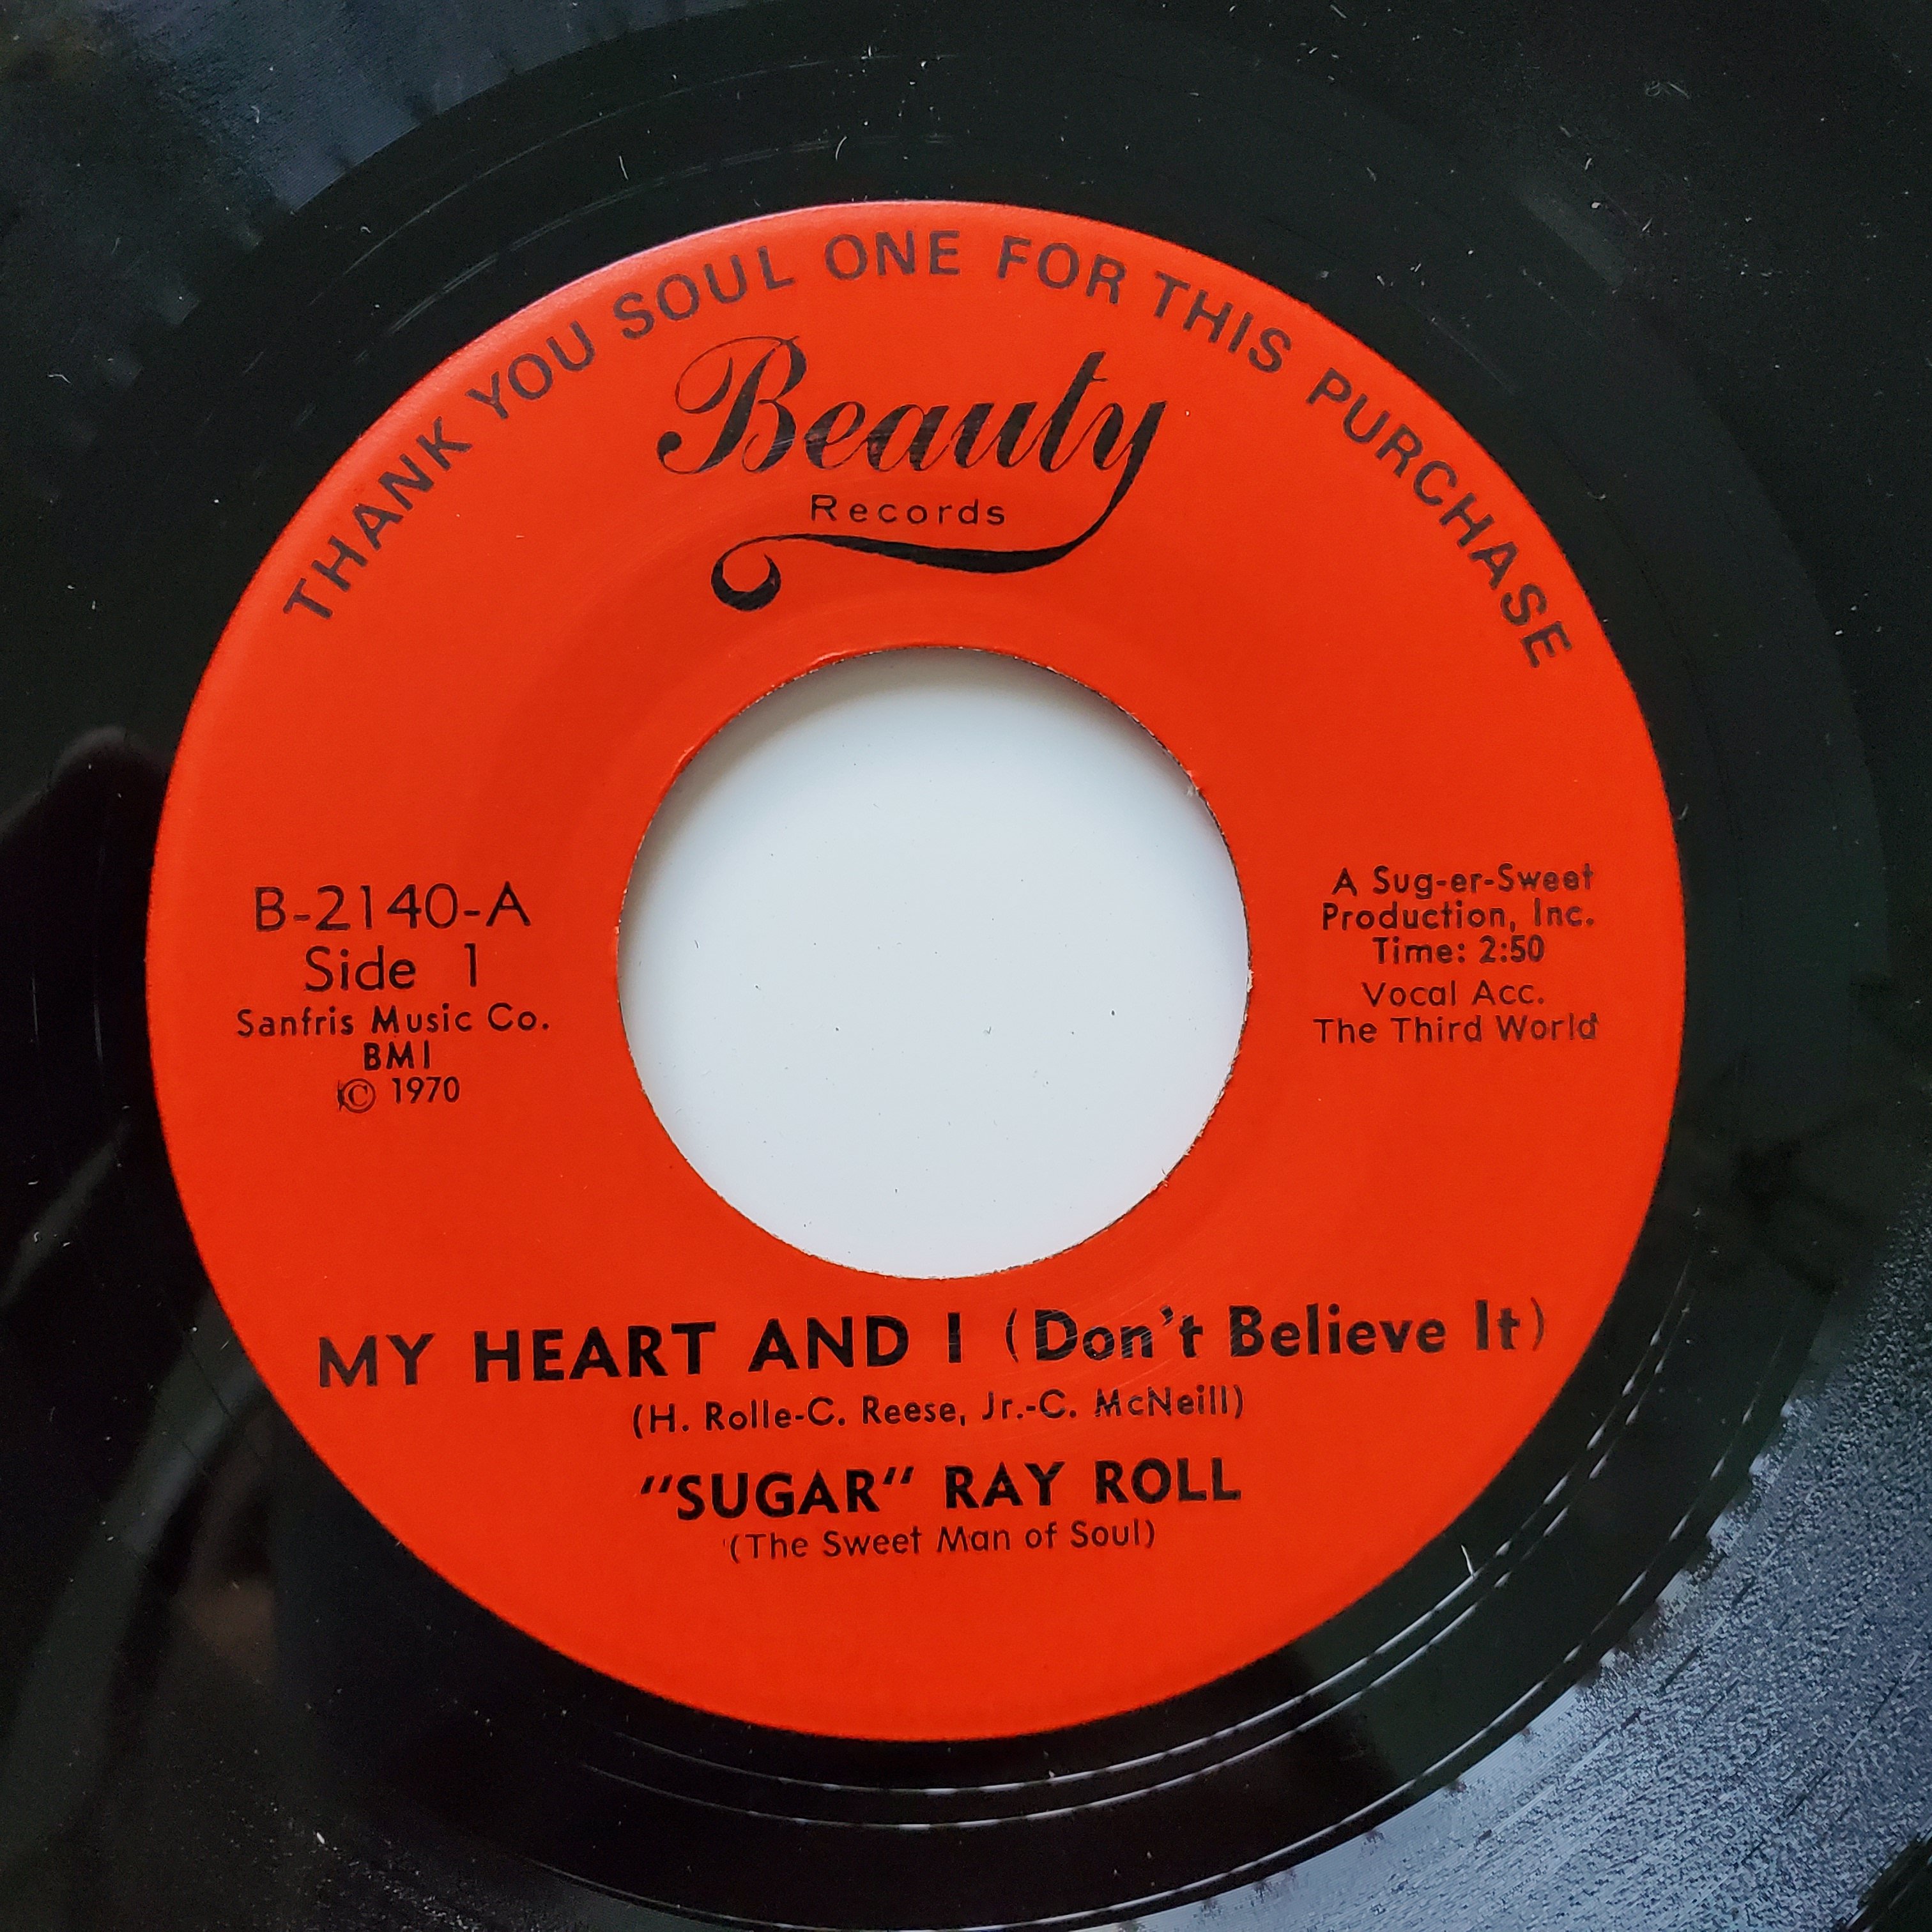 THANK YOU SOUL ONE FOR THIS PURCHASE
Beauty
Records
B-2140-A
Side 1
Sanfris Music Co.
BMI
© 1970
A Sug-er-Sweet
Production, Inc.
Time: 2:50
Vocal Acc.
The Third World
MY HEART AND I (Don't Believe It)
(H. Rolle-C. Reese, Jr.-C. McNeill)
"SUGAR" RAY ROLL
(The Sweet Man of Soul)